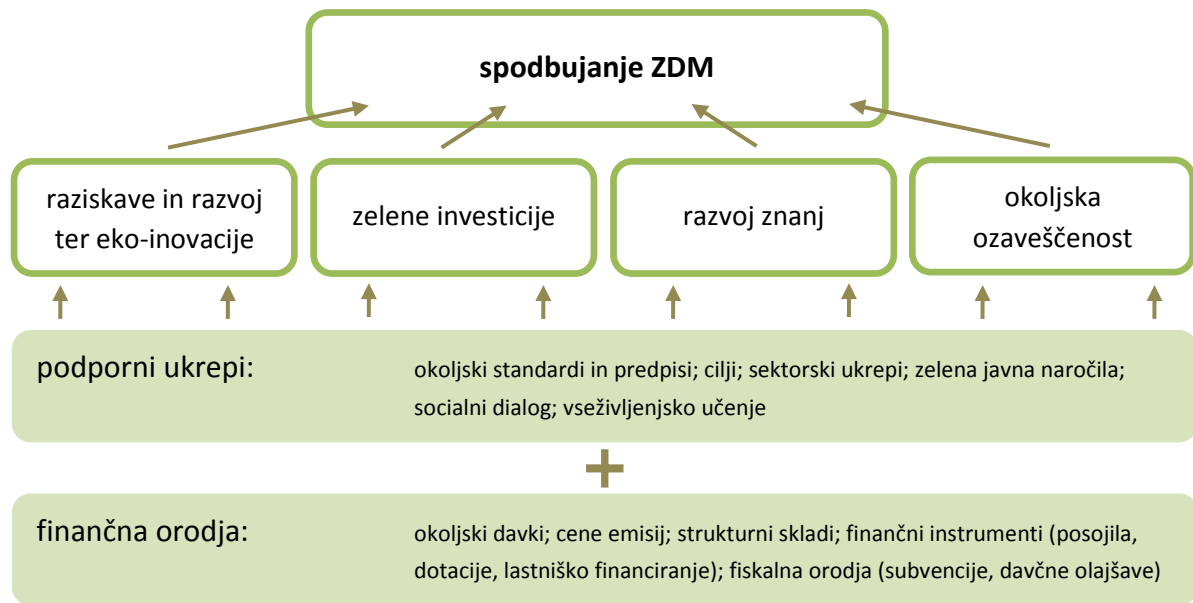 spodbujanje ZDM
raziskave in razvoj
ter eko-inovacije
zelene investicije
razvoj znanj
okoljska
ozaveščenost
podporni ukrepi:
okoljski standardi in predpisi; cilji; sektorski ukrepi; zelena javna naročila;
socialni dialog; vseživljenjsko učenje
+
finančna orodja:
okoljski davki; cene emisij; strukturni skladi; finančni instrumenti (posojila,
dotacije, lastniško financiranje); fiskalna orodja (subvencije, davčne olajšave)